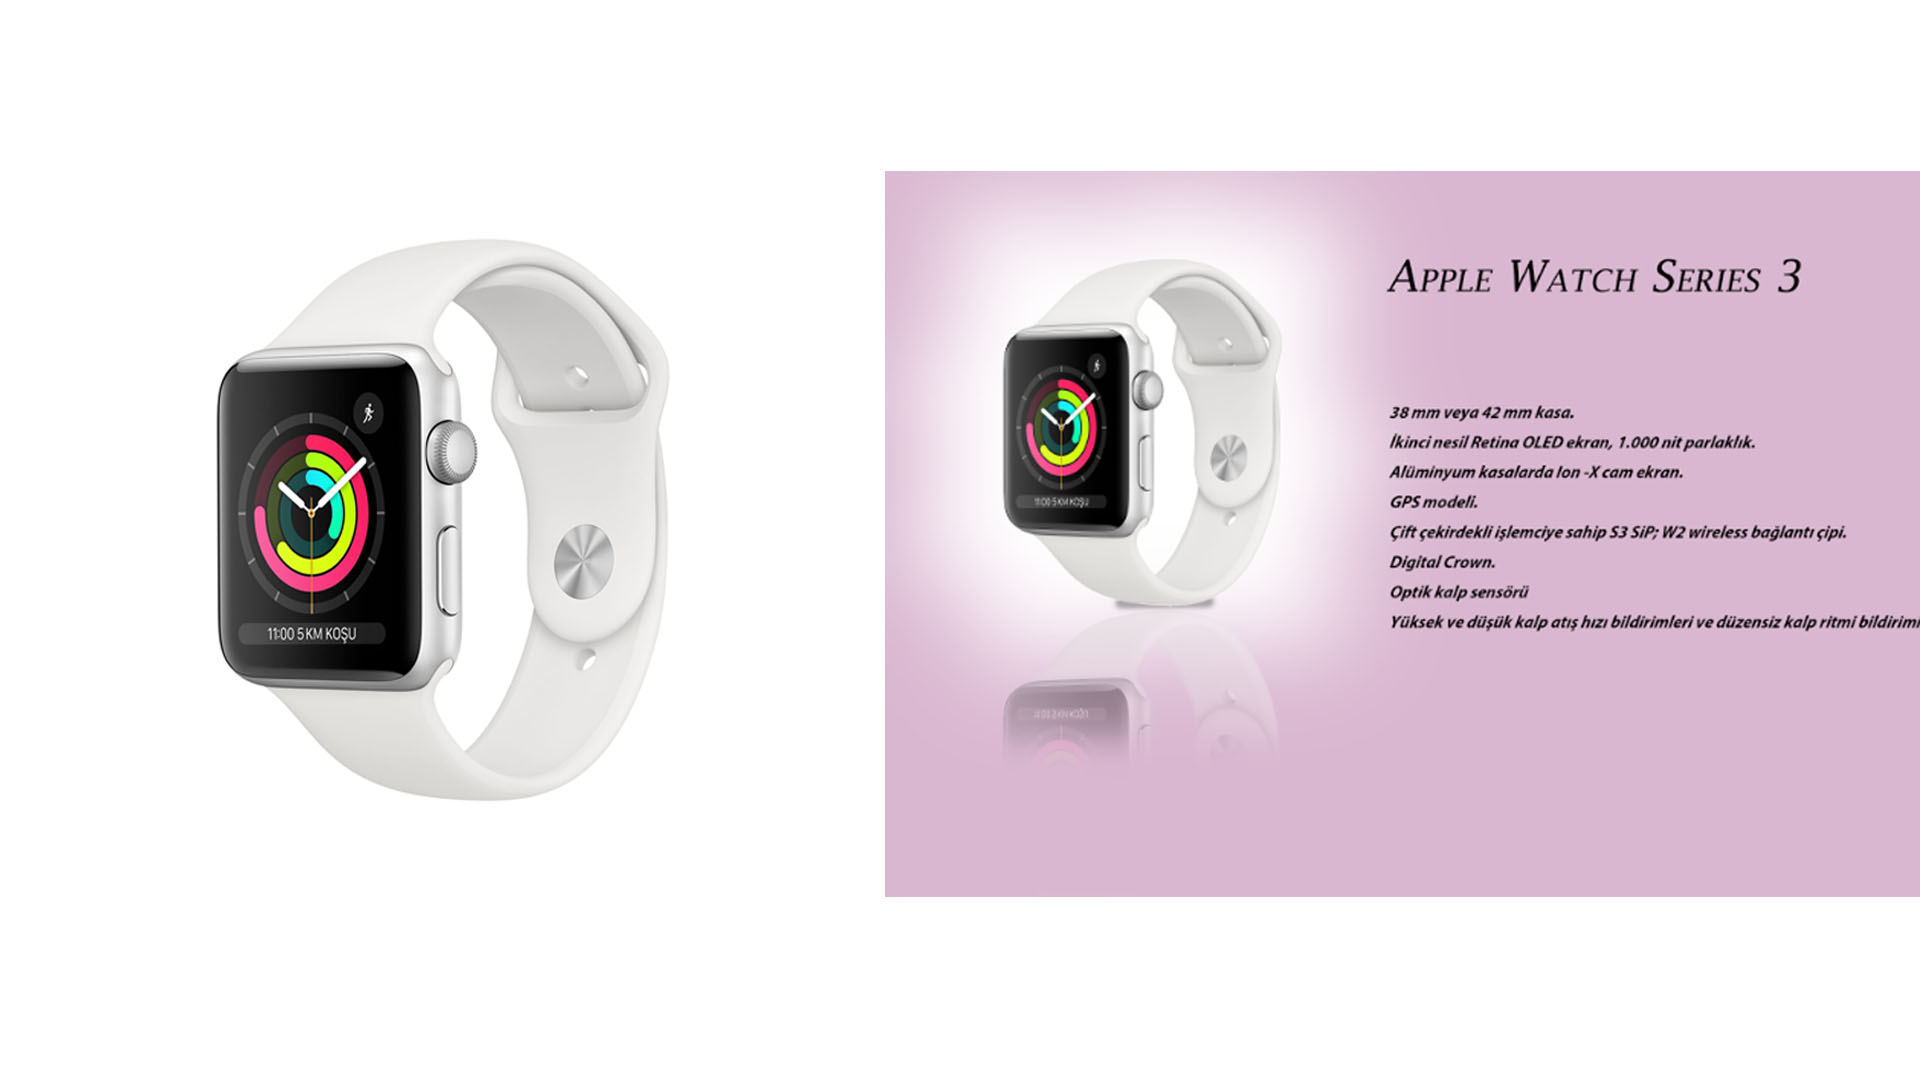 11:00 5 KM KOŞU
APPLE WATCH SERIES 3
11:00 5 KM KOŞU
38 mm veya 42 mm kasa.
İkinci nesil Retina OLED ekran, 1.000 nit parlaklık.
Alüminyum kasalarda Ion -X cam ekran.
GPS modeli.
Çift çekirdekli işlemciye sahip S3 SiP; W2 wireless bağlantı çipi.
Digital Crown.
Optik kalp sensörü
Yüksek ve düşük kalp atış hızı bildirimleri ve düzensiz kalp ritmi bildirimi